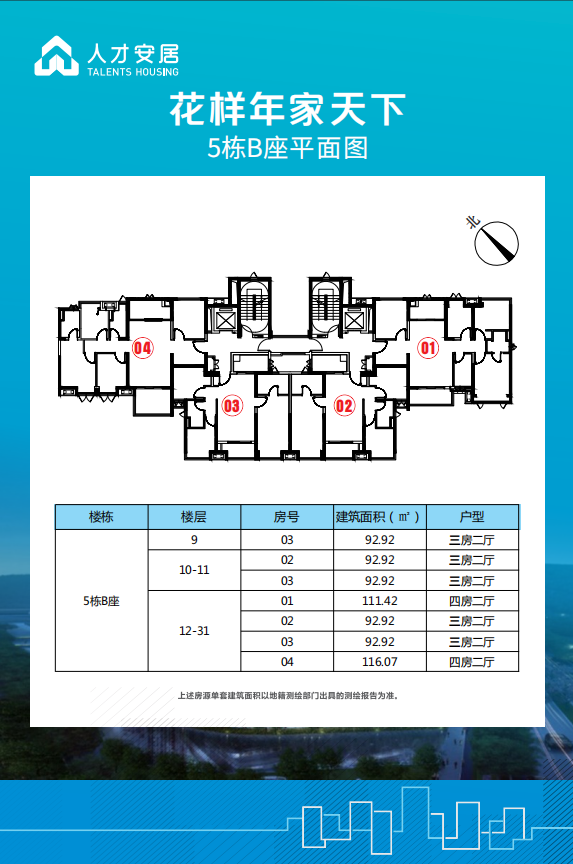 人才安居
TALENTS HOUSING
花样年家天下
5栋B座平面图
北
04
01
03
02
楼栋 楼层 房号 建筑面积（㎡） 户型
5栋B座 9 03 92.92 三房二厅
10-11 02 92.92 三房二厅
03 92.92 三房二厅
12-31 01 111.42 四房二厅
02 92.92 三房二厅
03 92.92 三房二厅
04 116.07 四房二厅
上述房源单套建筑面积以地籍测绘部门出具的测绘报告为准。